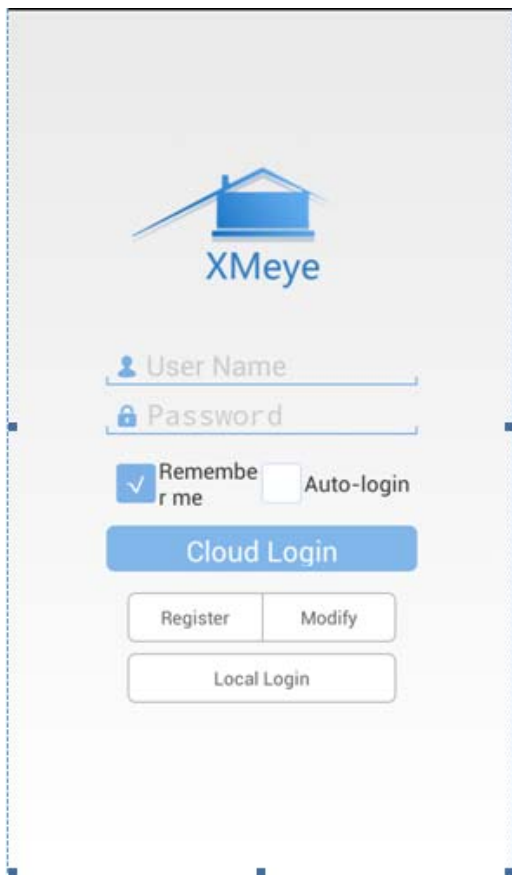 XMeye
User Name
Password
Remembe
r me
Auto-login
Cloud Login
Register
Modify
Local Login